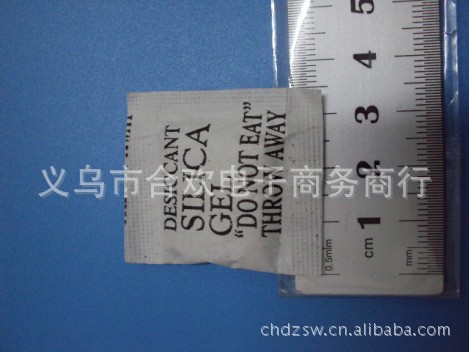 DESICCANT
SILICA
GEL
“DO NOT EAT”
THROW AWAY
义乌市合欢电子商务商行
5
4
3
2
1
cm
mm
0.5mm
chdzsw.cn.alibaba.com